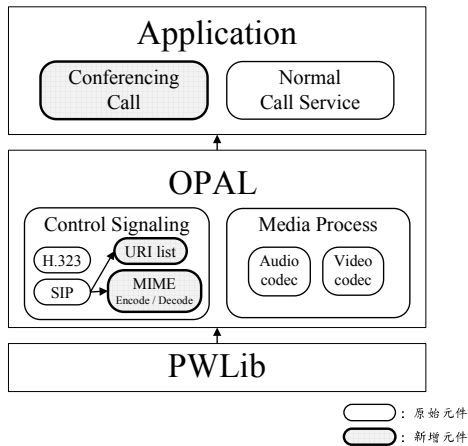 Application
Conferencing
Call
Normal
Call Service
OPAL
Control Signaling
H.323
SIP
URI list
MIME
Encode / Decode
Media Process
Audio
codec
Video
codec
PWLib
：原始元件
：新增元件